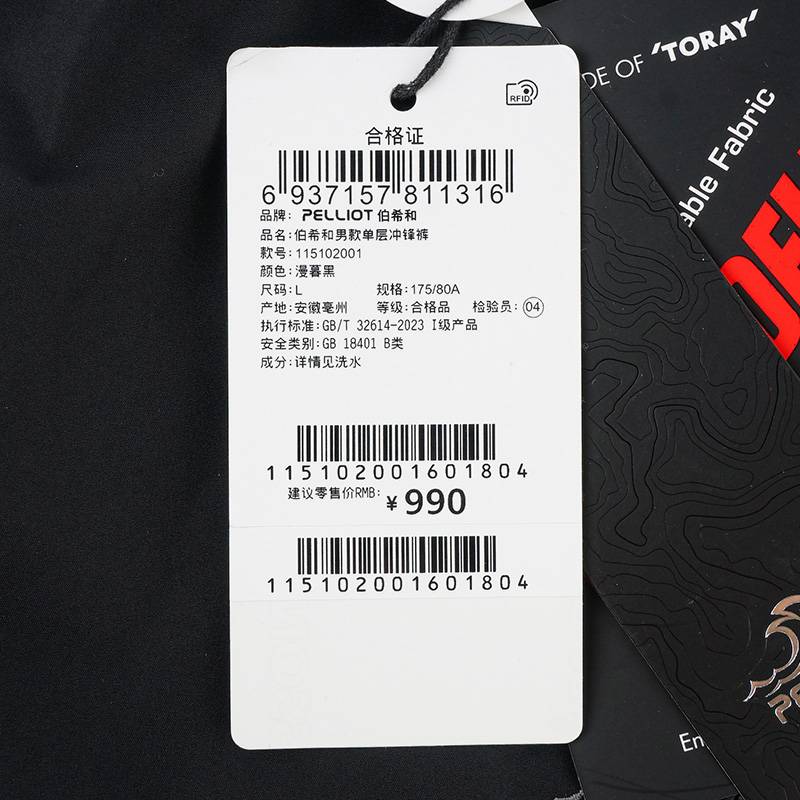 RFID
合格证
6 937157 811316
品牌: PELLIOT 伯希和
品名:伯希和男款单层冲锋裤
款号:115102001
颜色:漫暮黑
尺码:L 规格:175/80A
产地:安徽亳州 等级:合格品 检验员:04
执行标准:GB/T 32614-2023 I级产品
安全类别:GB 18401 B类
成分:详情见洗水
115102001601804
建议零售价RMB: ¥990
115102001601804
DE OF 'TORAY'
able Fabric